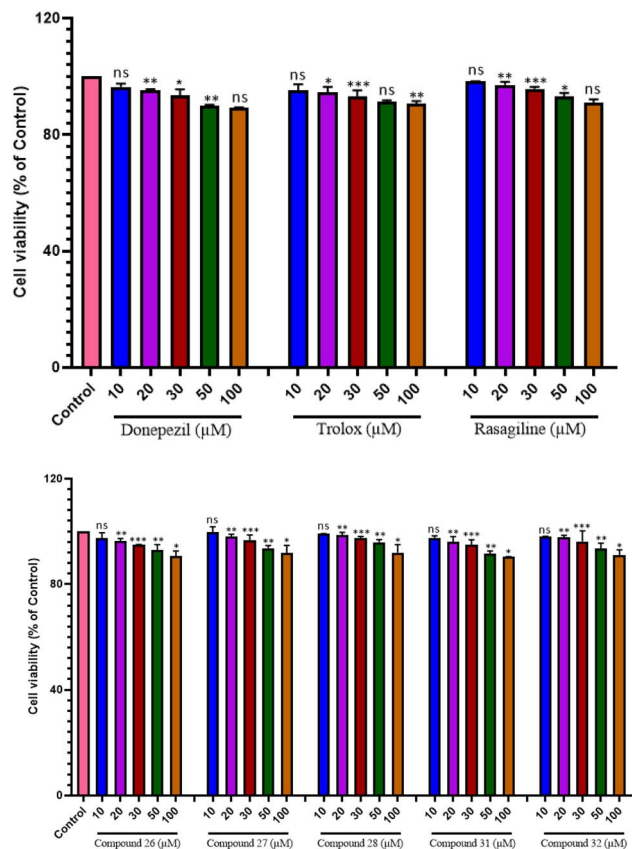 120
80
40
0
Cell viability (% of Control)
ns ** * ** ns
ns * *** ns **
ns ** *** * ns
Control 10 20 30 50 100 10 20 30 50 100 10 20 30 50 100
Donepezil (µM) Trolox (µM) Rasagiline (µM)
120
80
40
0
Cell viability (% of Control)
ns ** *** ** *
ns ** *** ** *
ns ** *** ** *
ns ** *** ** *
ns ** *** ** *
Control 10 20 30 50 100 10 20 30 50 100 10 20 30 50 100 10 20 30 50 100 10 20 30 50 100
Compound 26 (µM) Compound 27 (µM) Compound 28 (µM) Compound 31 (µM) Compound 32 (µM)